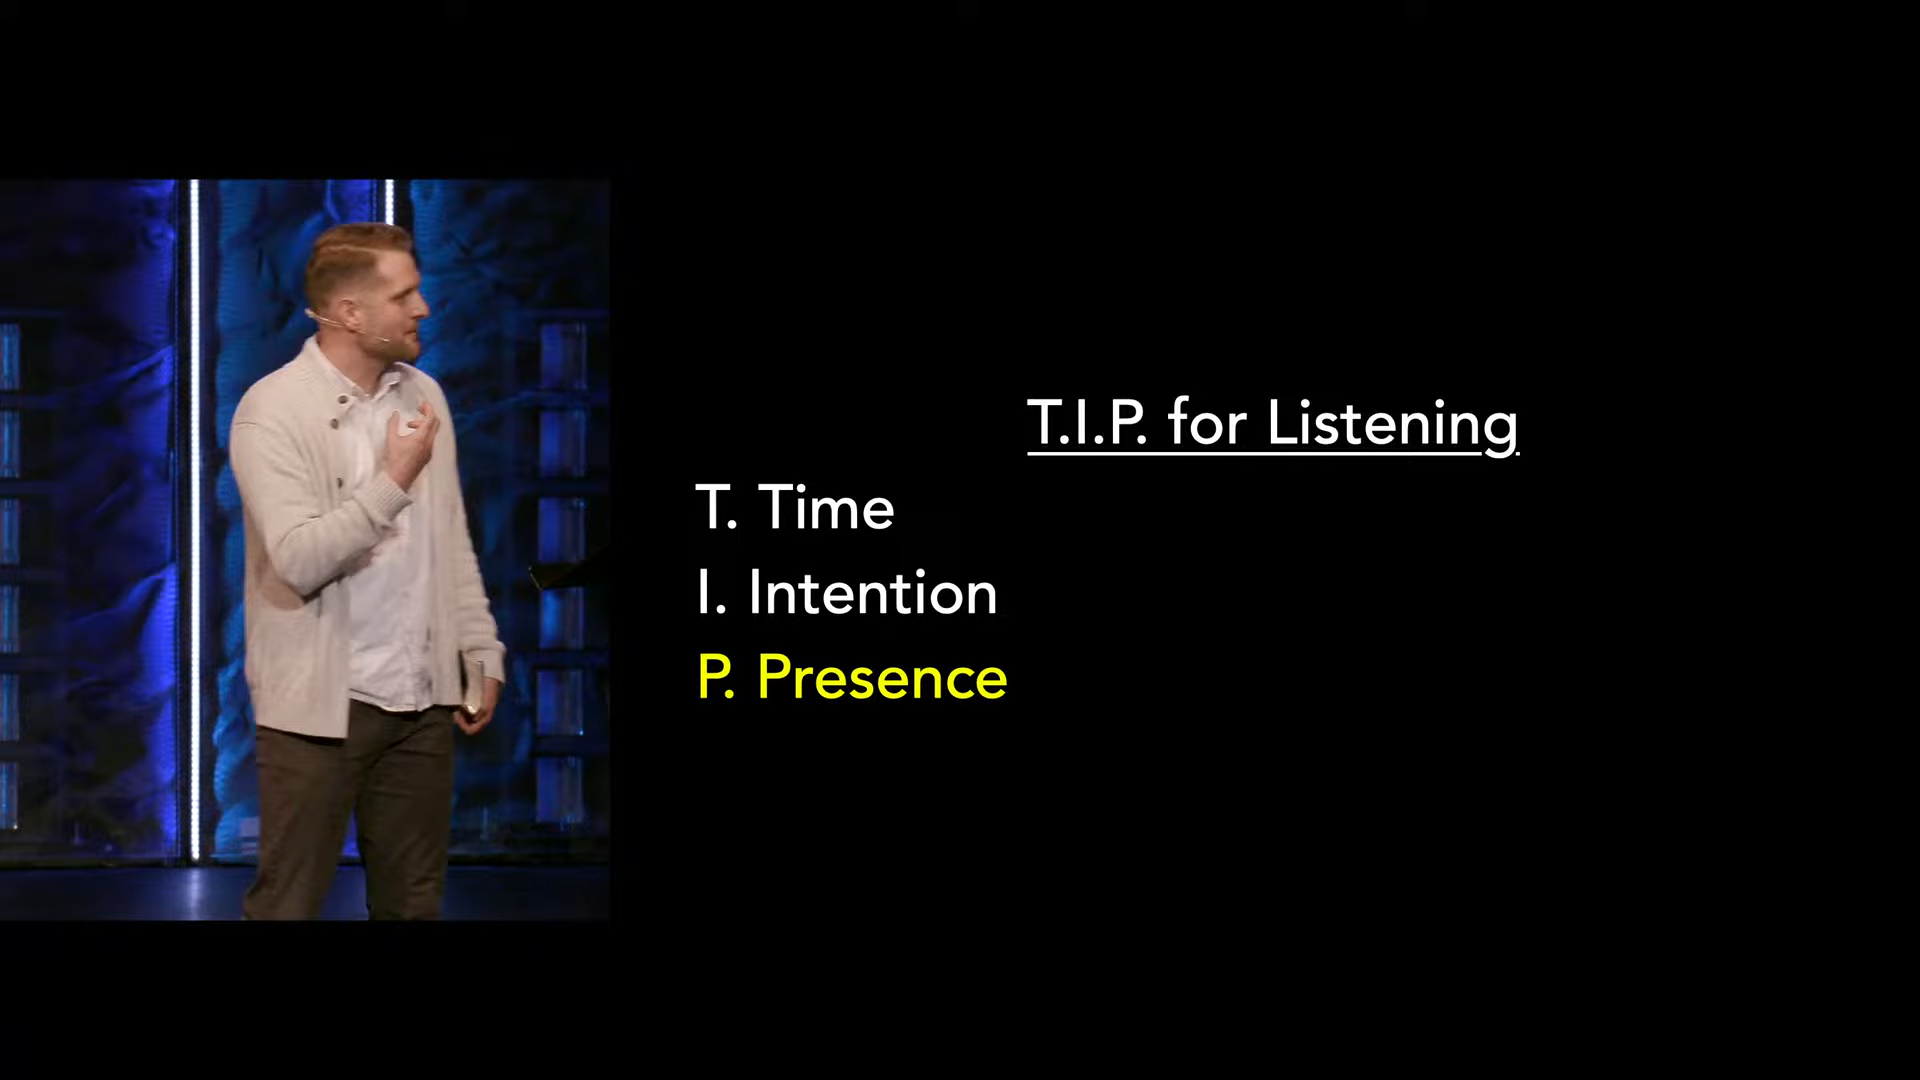 T.I.P. for Listening
T. Time
I. Intention
P. Presence